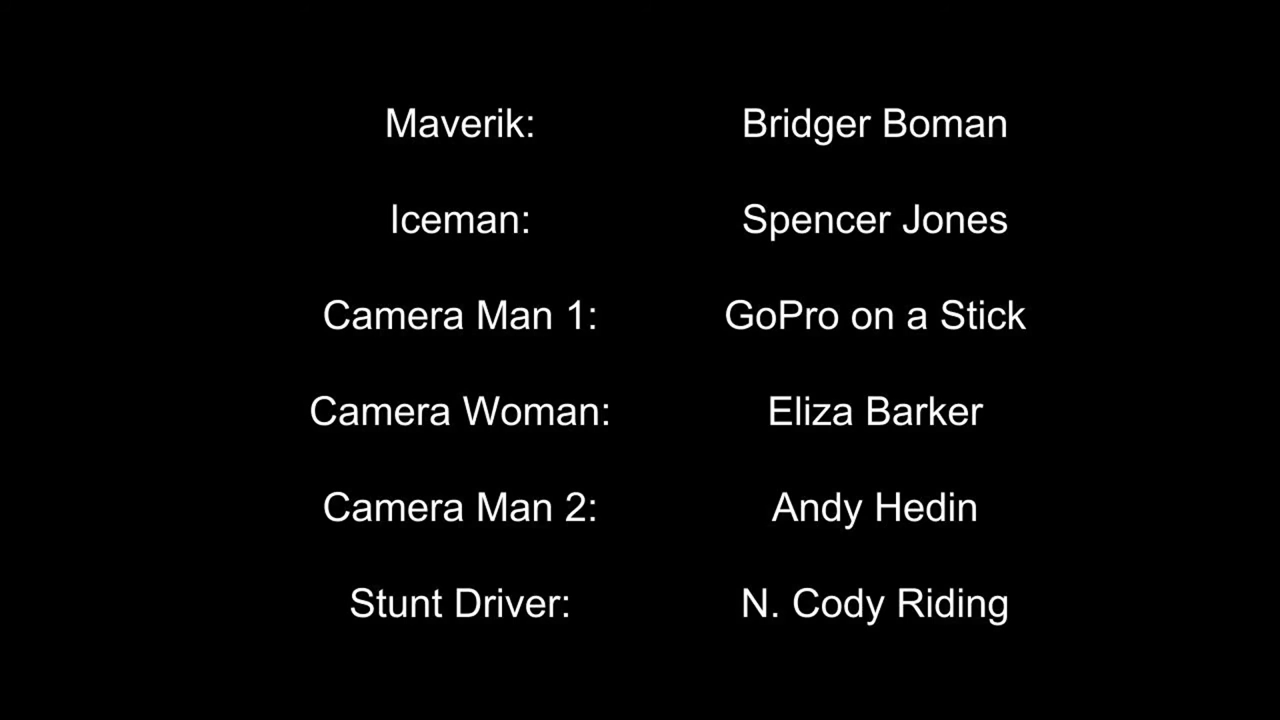 Maverik: Bridger Boman
Iceman: Spencer Jones
Camera Man 1: GoPro on a Stick
Camera Woman: Eliza Barker
Camera Man 2: Andy Hedin
Stunt Driver: N. Cody Riding